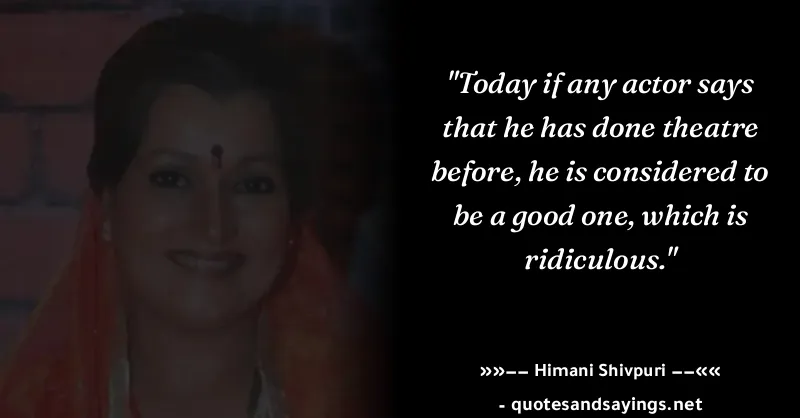 "Today if any actor says
that he has done theatre
before, he is considered to
be a good one, which is
ridiculous."
»»–– Himani Shivpuri ––««
- quotesandsayings.net